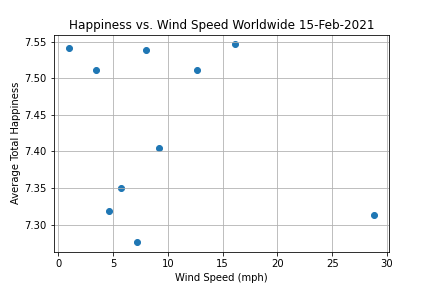 Happiness vs. Wind Speed Worldwide 15-Feb-2021
Average Total Happiness
7.55
7.50
7.45
7.40
7.35
7.30
0 5 10 15 20 25 30
Wind Speed (mph)